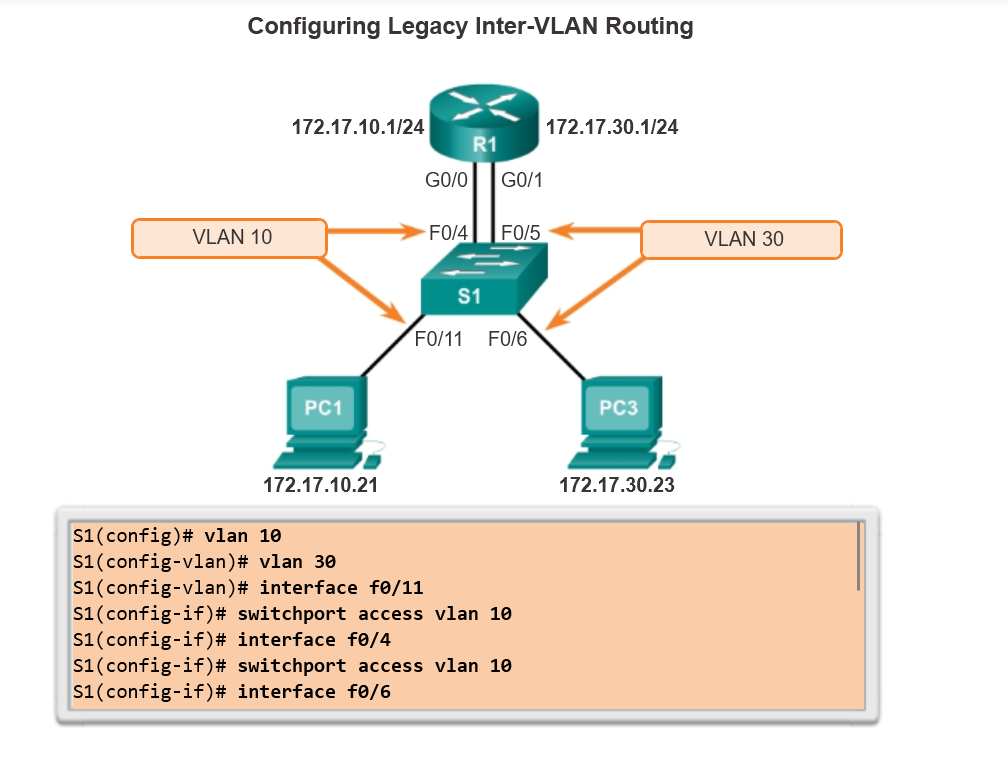 Configuring Legacy Inter-VLAN Routing
172.17.10.1/24
172.17.30.1/24
R1
G0/0
G0/1
VLAN 10
F0/4
F0/5
VLAN 30
S1
F0/11
F0/6
PC1
PC3
172.17.10.21
172.17.30.23
S1(config)# vlan 10
S1(config-vlan)# vlan 30
S1(config-vlan)# interface f0/11
S1(config-if)# switchport access vlan 10
S1(config-if)# interface f0/4
S1(config-if)# switchport access vlan 10
S1(config-if)# interface f0/6